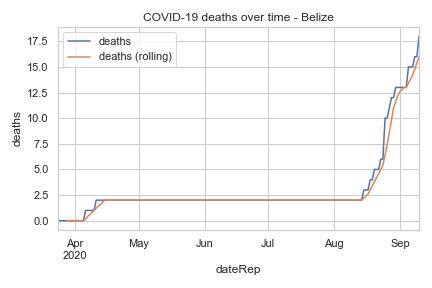 COVID-19 deaths over time - Belize
deaths
deaths (rolling)
17.5
15.0
12.5
10.0
7.5
5.0
2.5
0.0
deaths
Apr May Jun Jul Aug Sep
2020
dateRep